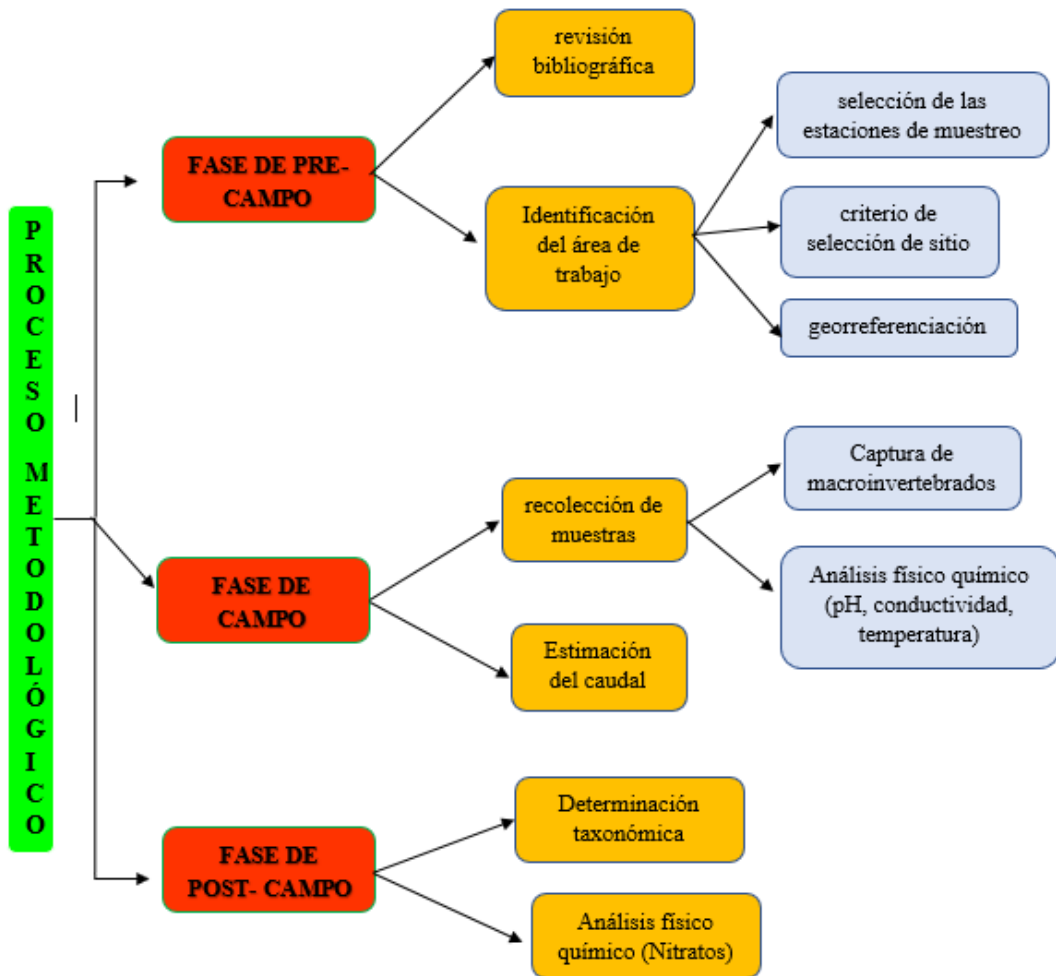 PROCESO METODOLÓGICO
FASE DE PRE-
CAMPO
revisión
bibliográfica
Identificación
del área de
trabajo
selección de las
estaciones de muestreo
criterio de
selección de sitio
georreferenciación
FASE DE
CAMPO
recolección de
muestras
Captura de
macroinvertebrados
Análisis físico químico
(pH, conductividad,
temperatura)
Estimación
del caudal
FASE DE
POST- CAMPO
Determinación
taxonómica
Análisis físico
químico (Nitratos)